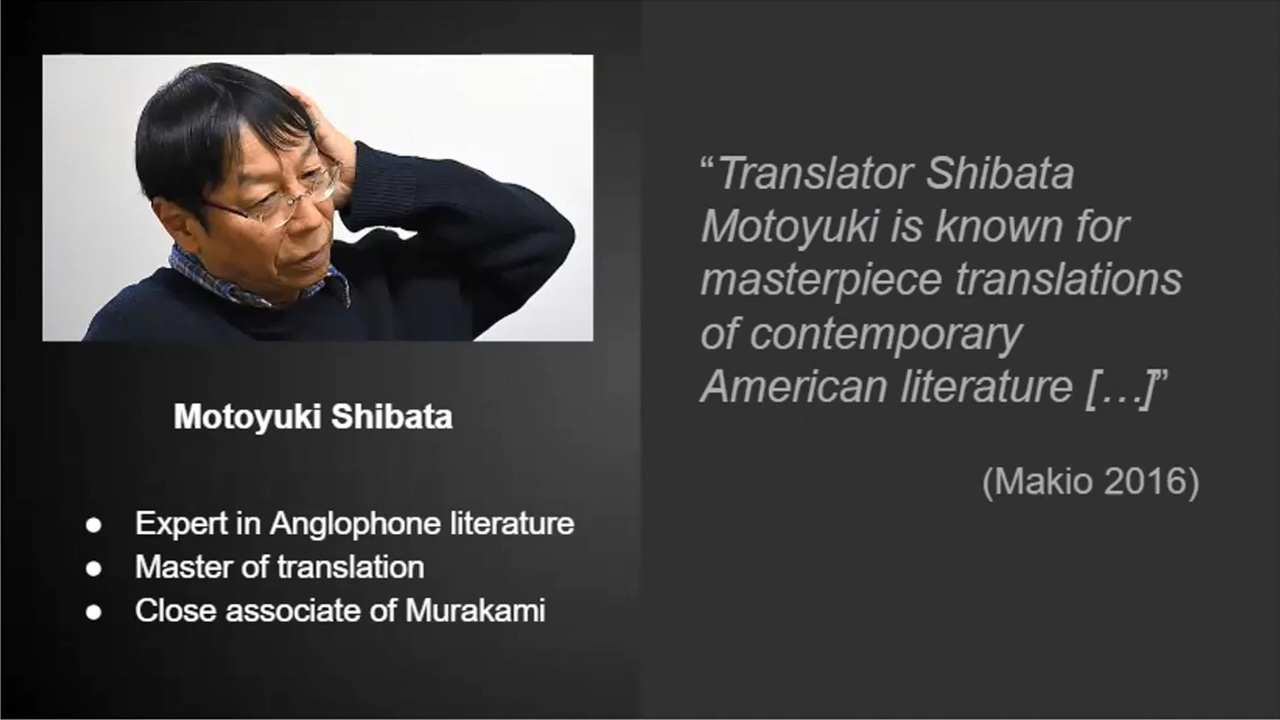 Motoyuki Shibata
● Expert in Anglophone literature
● Master of translation
● Close associate of Murakami
“Translator Shibata
Motoyuki is known for
masterpiece translations
of contemporary
American literature […]”
(Makio 2016)